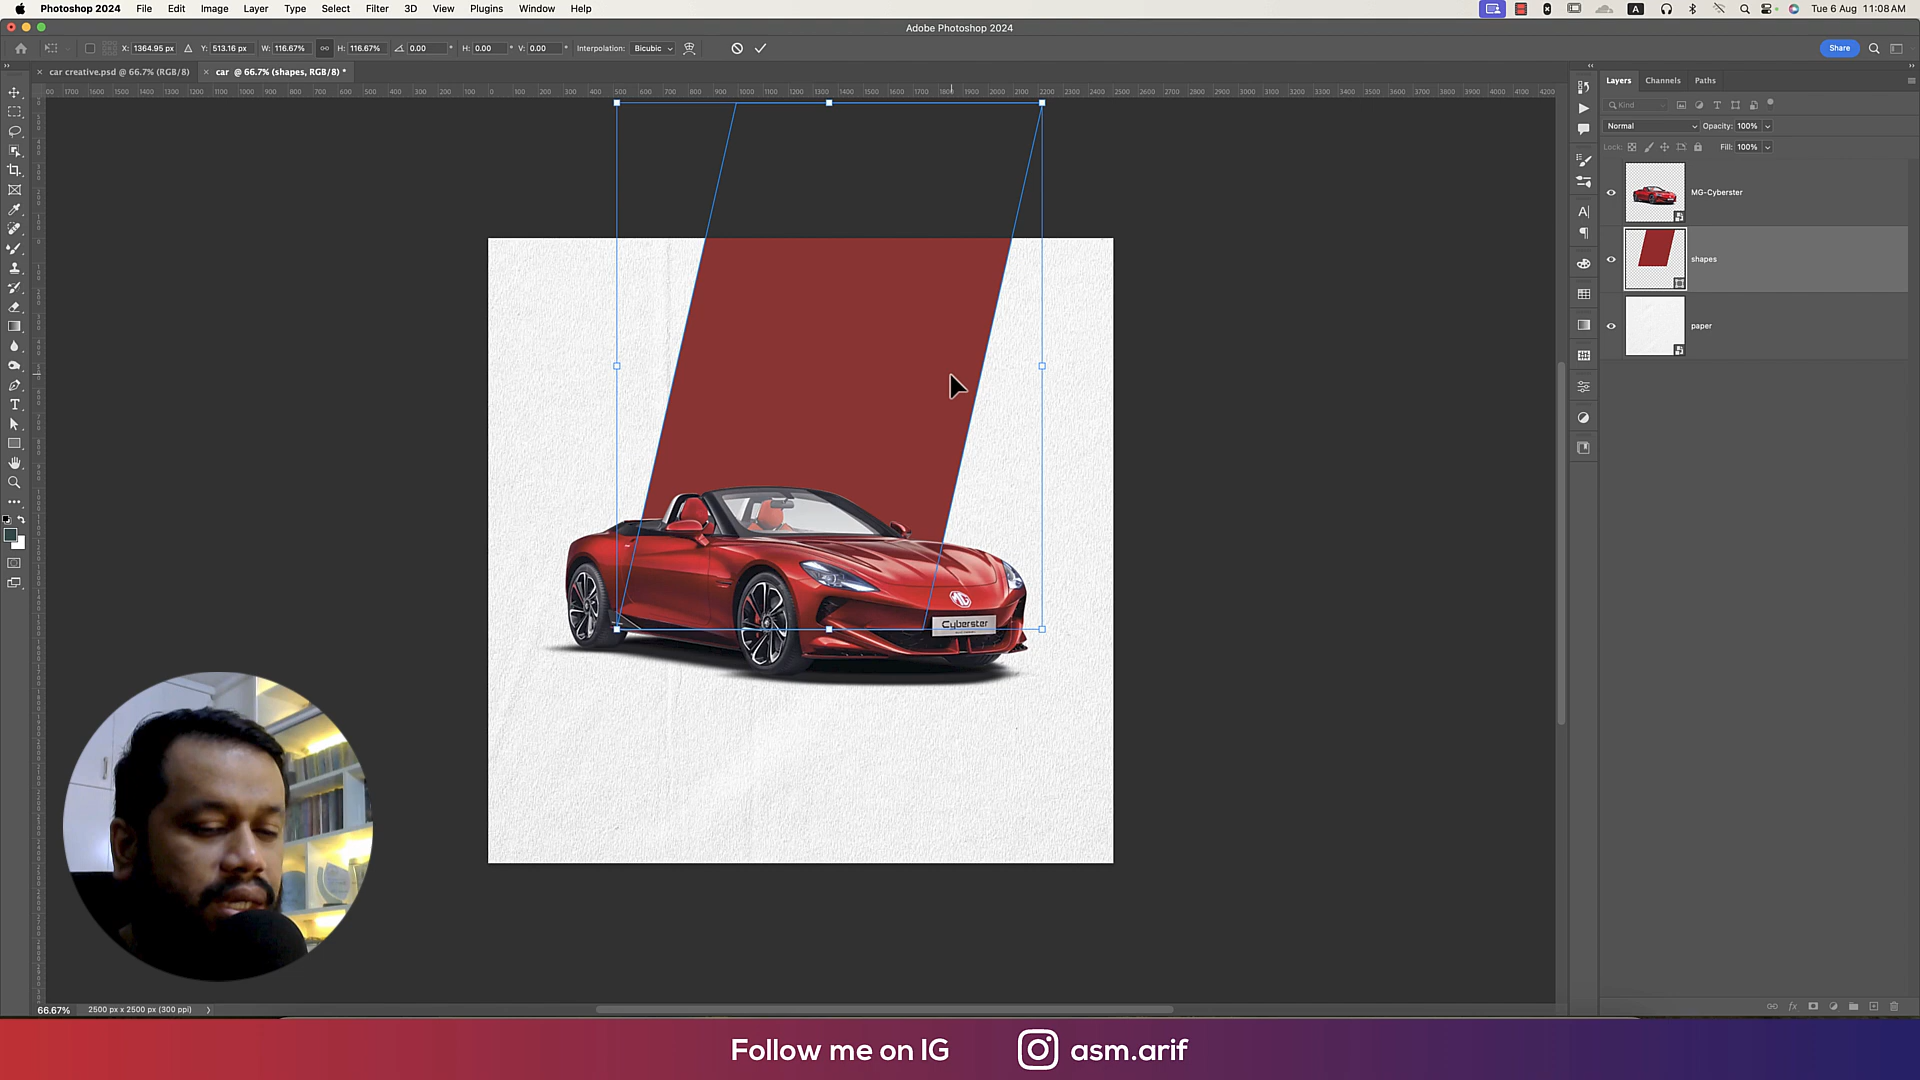 Photoshop 2024 File Edit Image Layer Type Select Filter 3D View Plugins Window Help
A Tue 6 Aug 11:08 AM
Adobe Photoshop 2024
X: 1364.95 px Y: 513.16 px W: 116.67% H: 116.67% 0.00 ° H: 0.00 ° V: 0.00 ° Interpolation: Bicubic
Share
car creative.psd @ 66.7% (RGB/8)
car @ 66.7% (shapes, RGB/8) *
Layers Channels Paths
Kind
Normal Opacity: 100%
Lock: Fill: 100%
MG-Cyberster
shapes
paper
MG
Cyberster
66.67% 2500 px x 2500 px (300 ppi)
Follow me on IG asm.arif